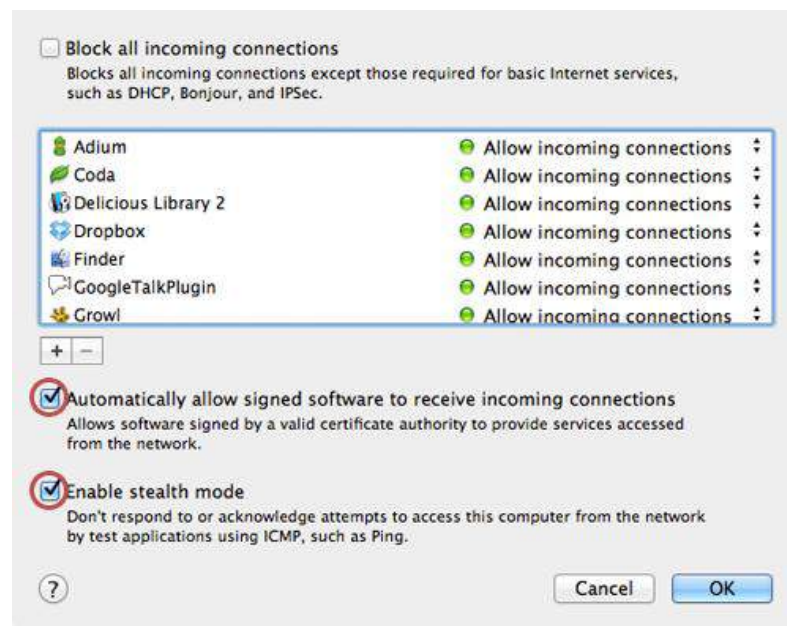 Block all incoming connections
Blocks all incoming connections except those required for basic Internet services,
such as DHCP, Bonjour, and IPSec.
Adium Allow incoming connections
Coda Allow incoming connections
Delicious Library 2 Allow incoming connections
Dropbox Allow incoming connections
Finder Allow incoming connections
GoogleTalkPlugin Allow incoming connections
Growl Allow incoming connections
+ −
Automatically allow signed software to receive incoming connections
Allows software signed by a valid certificate authority to provide services accessed
from the network.
Enable stealth mode
Don't respond to or acknowledge attempts to access this computer from the network
by test applications using ICMP, such as Ping.
? Cancel OK